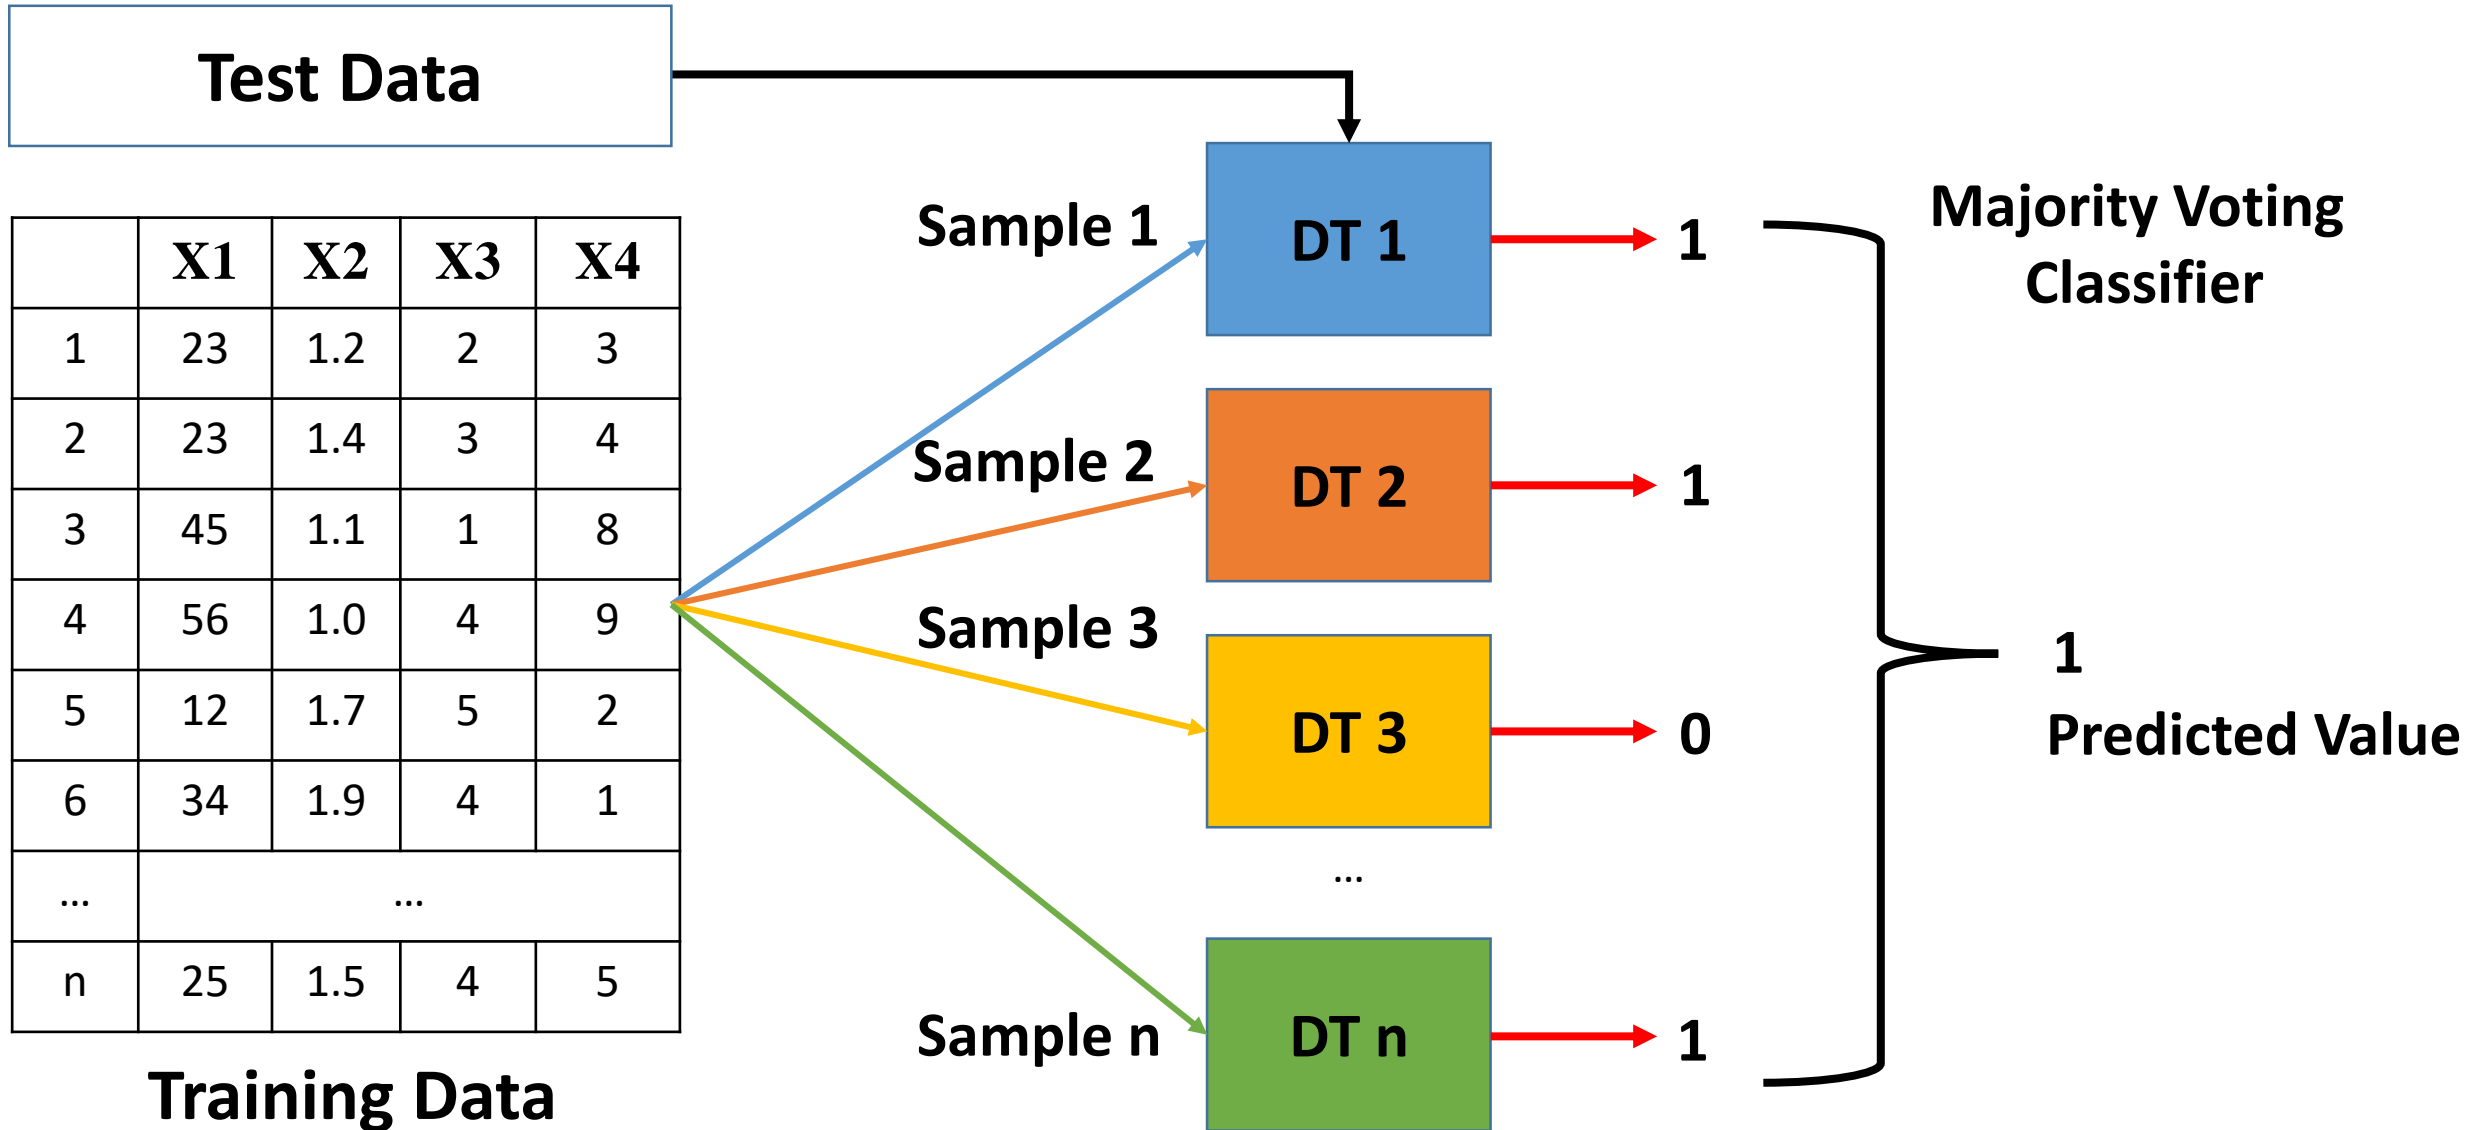 Test Data
X1 X2 X3 X4
1 23 1.2 2 3
2 23 1.4 3 4
3 45 1.1 1 8
4 56 1.0 4 9
5 12 1.7 5 2
6 34 1.9 4 1
... ...
n 25 1.5 4 5
Training Data
Sample 1
Sample 2
Sample 3
Sample n
DT 1
DT 2
DT 3
...
DT n
1
1
0
1
Majority Voting
Classifier
1
Predicted Value